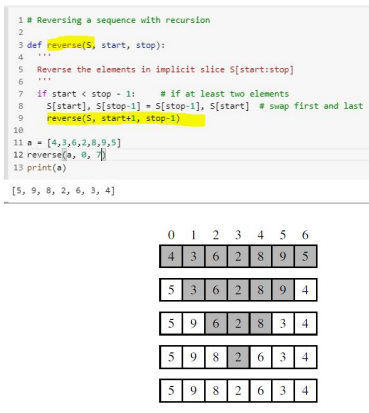 1 # Reversing a sequence with recursion
2
3 def reverse(S, start, stop):
4 '''
5 Reverse the elements in implicit slice S[start:stop]
6 '''
7 if start < stop - 1: # if at least two elements
8 S[start], S[stop-1] = S[stop-1], S[start] # swap first and last
9 reverse(S, start+1, stop-1)
10
11 a = [4,3,6,2,8,9,5]
12 reverse(a, 0, 7)
13 print(a)
[5, 9, 8, 2, 6, 3, 4]
0 1 2 3 4 5 6
4 3 6 2 8 9 5
5 3 6 2 8 9 4
5 9 6 2 8 3 4
5 9 8 2 6 3 4
5 9 8 2 6 3 4